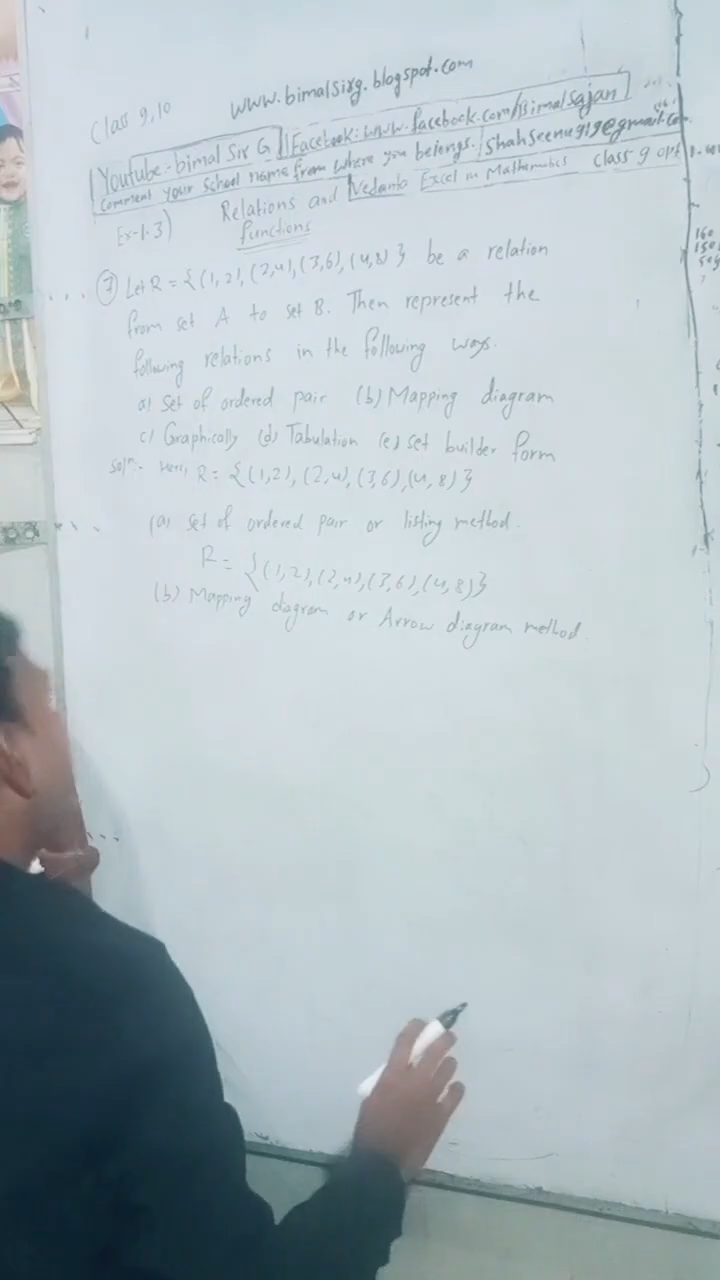 Class 9,10 www.bimalsirg.blogspot.com
Youtube:- bimal Sir G || Facebook: www.facebook.com/Bimalsajan
Comment your School name from where you belongs. / shahseenu919@gmail.com
Ex-1.3) Relations and functions Vedanta Excel in Mathematics class 9 opt
7) Let R = {(1,2), (2,4), (3,6), (4,8)} be a relation
from set A to set B. Then represent the
following relations in the following ways.
a) Set of ordered pair (b) Mapping diagram
c) Graphically (d) Tabulation (e) set builder form
Solⁿ:- Here, R = {(1,2), (2,4), (3,6), (4,8)}
(a) Set of ordered pair or listing method.
R = {(1,2), (2,4), (3,6), (4,8)}
(b) Mapping diagram or Arrow diagram method.